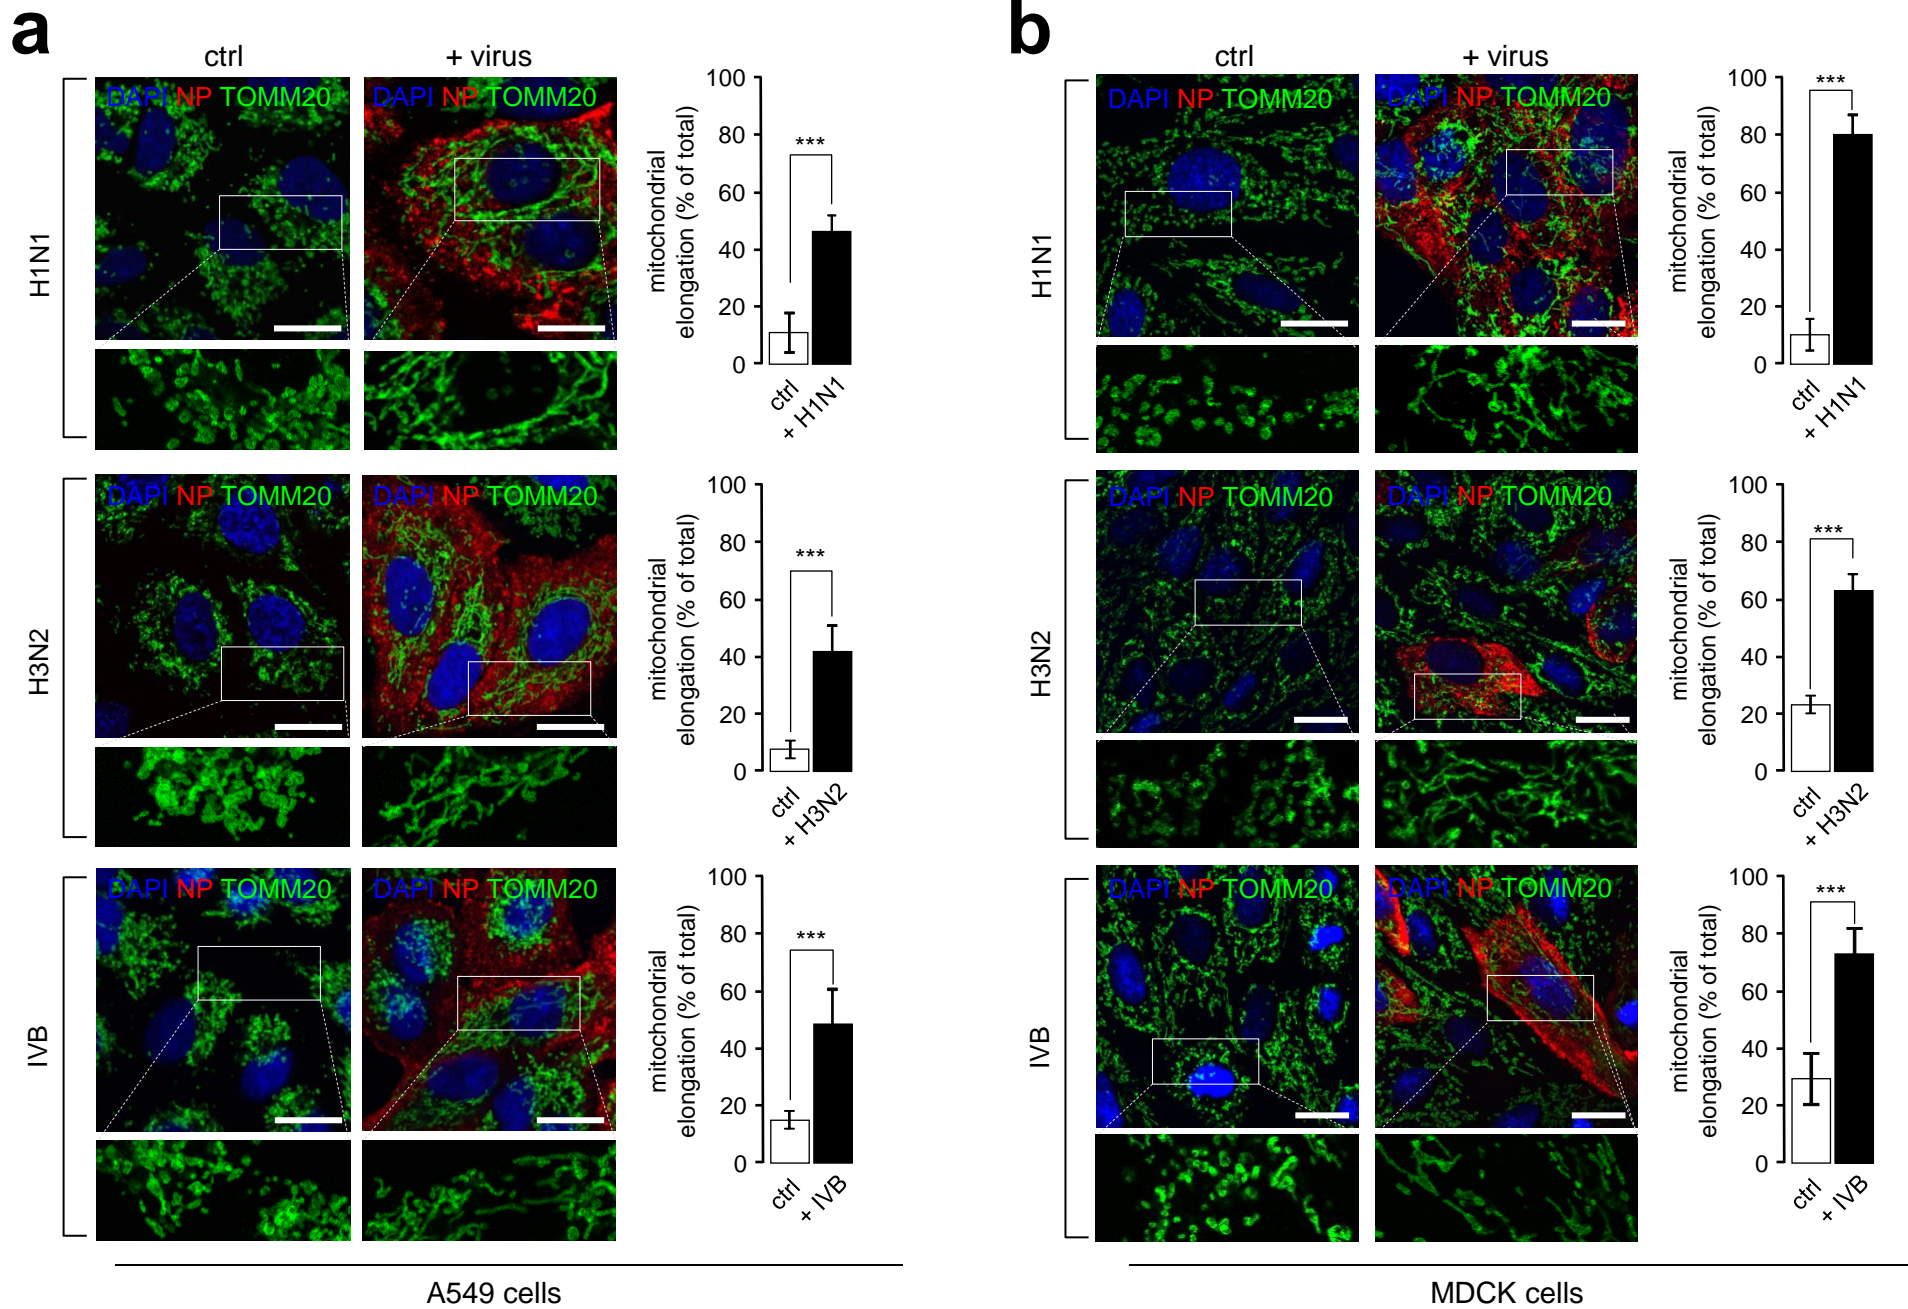 a
ctrl
+ virus
H1N1
DAPI NP TOMM20
DAPI NP TOMM20
mitochondrial
elongation (% of total)
100
80
60
40
20
0
***
ctrl
+ H1N1
H3N2
DAPI NP TOMM20
DAPI NP TOMM20
mitochondrial
elongation (% of total)
100
80
60
40
20
0
***
ctrl
+ H3N2
IVB
DAPI NP TOMM20
DAPI NP TOMM20
mitochondrial
elongation (% of total)
100
80
60
40
20
0
***
ctrl
+ IVB
A549 cells
b
ctrl
+ virus
H1N1
DAPI NP TOMM20
DAPI NP TOMM20
mitochondrial
elongation (% of total)
100
80
60
40
20
0
***
ctrl
+ H1N1
H3N2
DAPI NP TOMM20
DAPI NP TOMM20
mitochondrial
elongation (% of total)
100
80
60
40
20
0
***
ctrl
+ H3N2
IVB
DAPI NP TOMM20
DAPI NP TOMM20
mitochondrial
elongation (% of total)
100
80
60
40
20
0
***
ctrl
+ IVB
MDCK cells